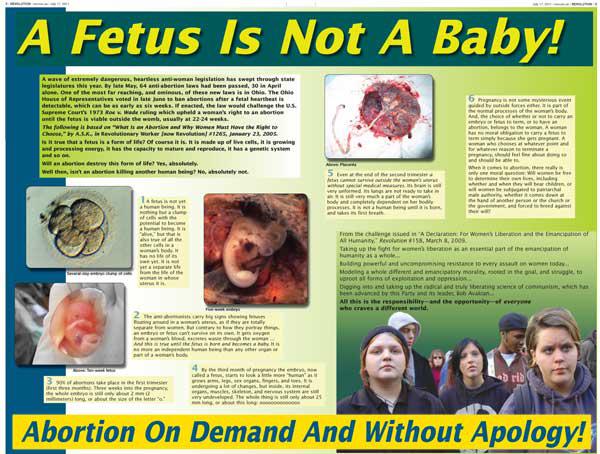 8 · REVOLUTION · revcom.us · July 17, 2011
July 17, 2011 · revcom.us · REVOLUTION · 9
A Fetus Is Not A Baby!
A wave of extremely dangerous, heartless anti-woman legislation has swept through state
legislatures this year. By late May, 64 anti-abortion laws had been passed, 30 in April
alone. One of the most far reaching, and ominous, of these new laws is in Ohio. The Ohio
House of Representatives voted in late June to ban abortions after a fetal heartbeat is
detectable, which can be as early as six weeks. If enacted, the law would challenge the U.S.
Supreme Court's 1973 Roe v. Wade ruling which upheld a woman's right to an abortion
until the fetus is viable outside the womb, usually at 22-24 weeks.
The following is based on "What Is an Abortion and Why Women Must Have the Right to
Choose," by A.S.K., in Revolutionary Worker [now Revolution] #1265, January 23, 2005.
Is it true that a fetus is a form of life? Of course it is. It is made up of live cells, it is growing
and processing energy, it has the capacity to mature and reproduce, it has a genetic system
and so on.
Will an abortion destroy this form of life? Yes, absolutely.
Well then, isn't an abortion killing another human being? No, absolutely not.
Several-day embryo: clump of cells
1 A fetus is not yet
a human being. It is
nothing but a clump
of cells with the
potential to become
a human being. It is
"alive," but that is
also true of all the
other cells in a
woman's body. It
has no life of its
own yet. It is not
yet a separate life
from the life of the
woman in whose
uterus it is.
Five-week embryo
2 The anti-abortionists carry big signs showing fetuses
floating around in a woman's uterus, as if they are totally
separate from women. But contrary to how they portray things,
an embryo or fetus can't survive on its own. It gets oxygen
from a woman's blood, excretes waste through the woman ...
And this is true until the fetus is born and becomes a baby. It is
no more an independent human being than any other organ or
part of a woman's body.
Above: Ten-week fetus
3 90% of abortions take place in the first trimester
(first three months). Three weeks into the pregnancy,
the whole embryo is still only about 2 mm (2
millimeters) long, or about the size of the letter "o."
4 By the third month of pregnancy the embryo, now
called a fetus, starts to look a little more "human" as it
grows arms, legs, sex organs, fingers, and toes. It is
undergoing a lot of changes, but inside, its internal
organs, muscles, skeleton, and nervous system are still
very undeveloped. The whole thing is still only about 25
mm long, or about this long: oooooooooooooo
Above: Placenta
5 Even at the end of the second trimester a
fetus cannot survive outside the woman's uterus
without special medical measures. Its brain is still
very unformed. Its lungs are not ready to take in
air. It is still very much a part of the woman's
body and completely dependent on her bodily
processes. It is not a human being until it is born,
and takes its first breath.
6 Pregnancy is not some mysterious event
guided by outside forces either. It is part of
the normal processes of the woman's body.
And, the choice of whether or not to carry an
embryo or fetus to term, or to have an
abortion, belongs to the woman. A woman
has no moral obligation to carry a fetus to
term simply because she gets pregnant. A
woman who chooses at whatever point and
for whatever reason to terminate a
pregnancy, should feel fine about doing so
and should be able to.
When it comes to abortion, there really is
only one moral question: Will women be free
to determine their own lives, including
whether and when they will bear children, or
will women be subjugated to patriarchal
male authority, whether it comes down at
the hand of another person or the church or
the government, and forced to breed against
their will?
From the challenge issued in "A Declaration: For Women's Liberation and the Emancipation of
All Humanity," Revolution #158, March 8, 2009.
Taking up the fight for women's liberation as an essential part of the emancipation of
humanity as a whole...
Building powerful and uncompromising resistance to every assault on women today...
Modeling a whole different and emancipatory morality, rooted in the goal, and struggle, to
uproot all forms of exploitation and oppression...
Digging into and taking up the radical and truly liberating science of communism, which has
been advanced by this Party and its leader, Bob Avakian...
All this is the responsibility—and the opportunity—of everyone
who craves a different world.
Abortion On Demand And Without Apology!